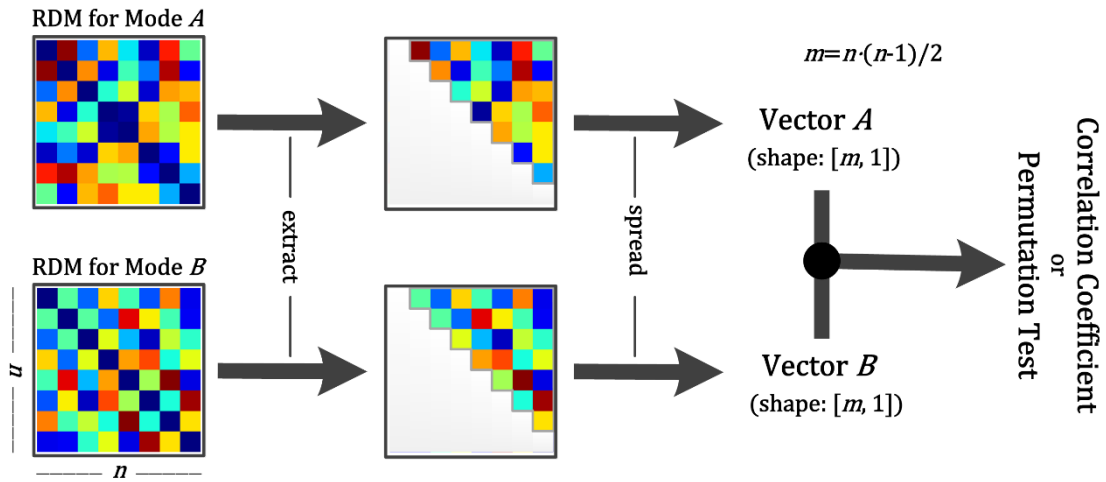 RDM for Mode A
m=n·(n-1)/2
Vector A
(shape: [m, 1])
extract
spread
RDM for Mode B
n
n
Vector B
(shape: [m, 1])
Correlation Coefficient
or
Permutation Test